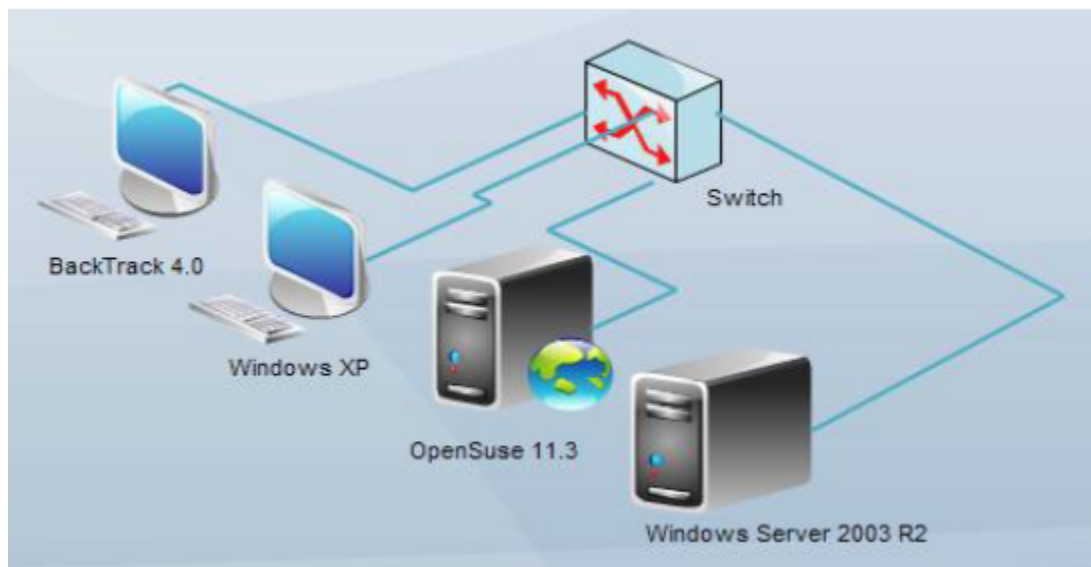 Switch
BackTrack 4.0
Windows XP
OpenSuse 11.3
Windows Server 2003 R2